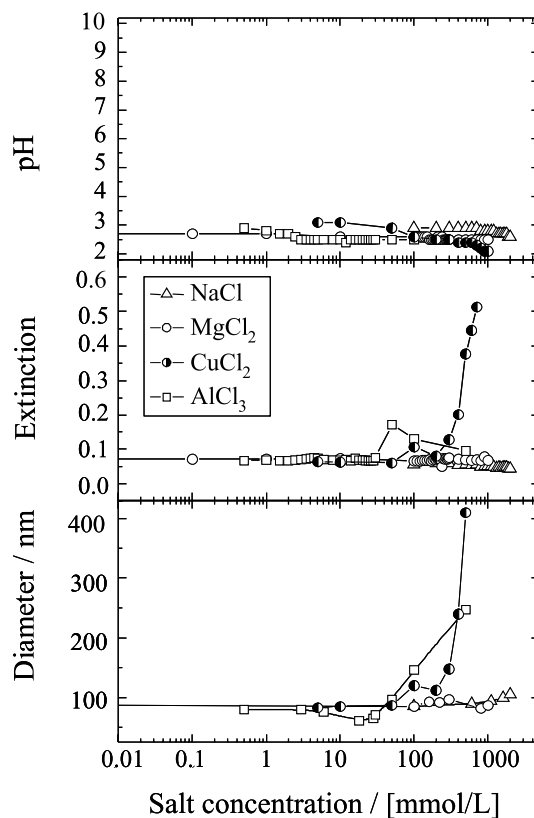 10
9
8
7
6
5
4
3
2
pH
0.6
0.5
0.4
0.3
0.2
0.1
0.0
Extinction
NaCl
MgCl₂
CuCl₂
AlCl₃
400
300
200
100
Diameter / nm
0.01 0.1 1 10 100 1000
Salt concentration / [mmol/L]